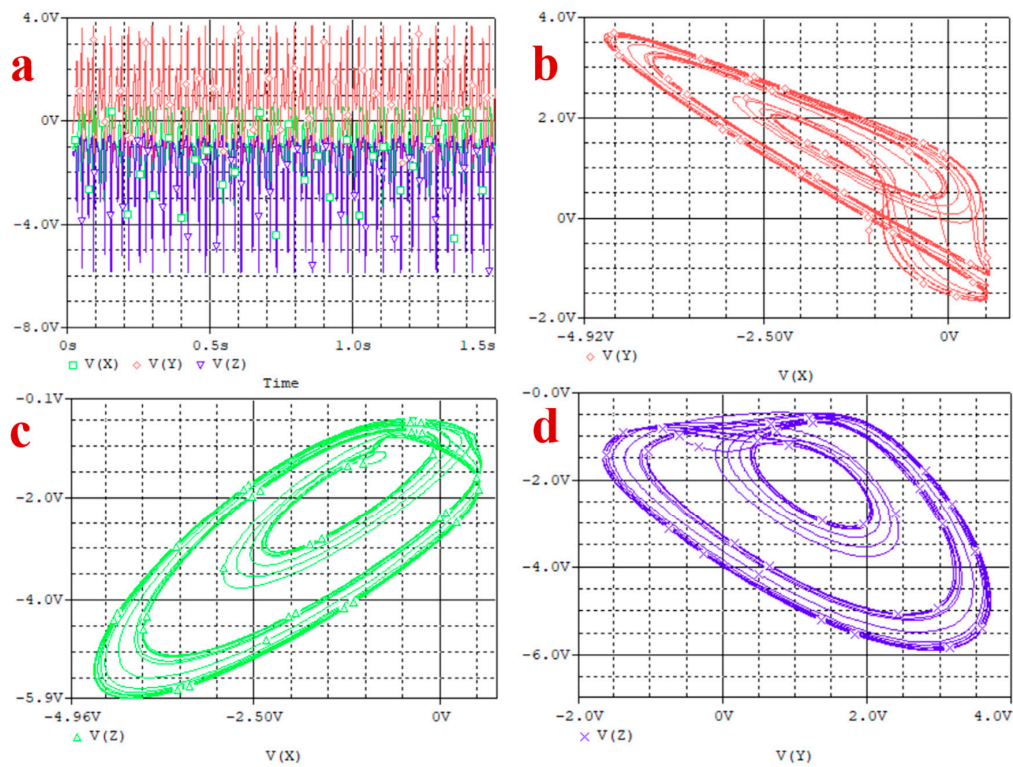 a
4.0V
0V
-4.0V
-8.0V
0s 0.5s 1.0s 1.5s
V(X) V(Y) V(Z)
Time
b
4.0V
2.0V
0V
-2.0V
-4.92V -2.50V 0V
V(Y)
V(X)
c
-0.1V
-2.0V
-4.0V
-5.9V
-4.96V -2.50V 0V
V(Z)
V(X)
d
-0.0V
-2.0V
-4.0V
-6.0V
-2.0V 0V 2.0V 4.0V
V(Z)
V(Y)